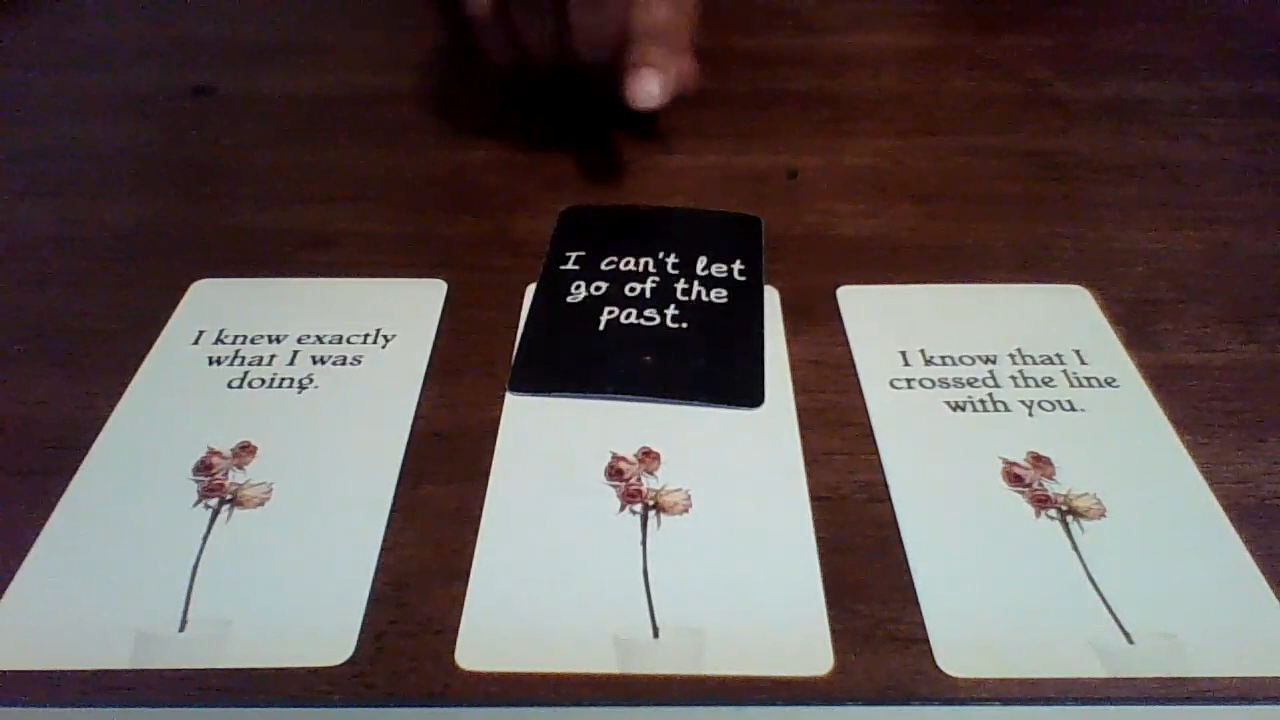 I knew exactly
what I was
doing.
I can't let
go of the
past.
I know that I
crossed the line
with you.